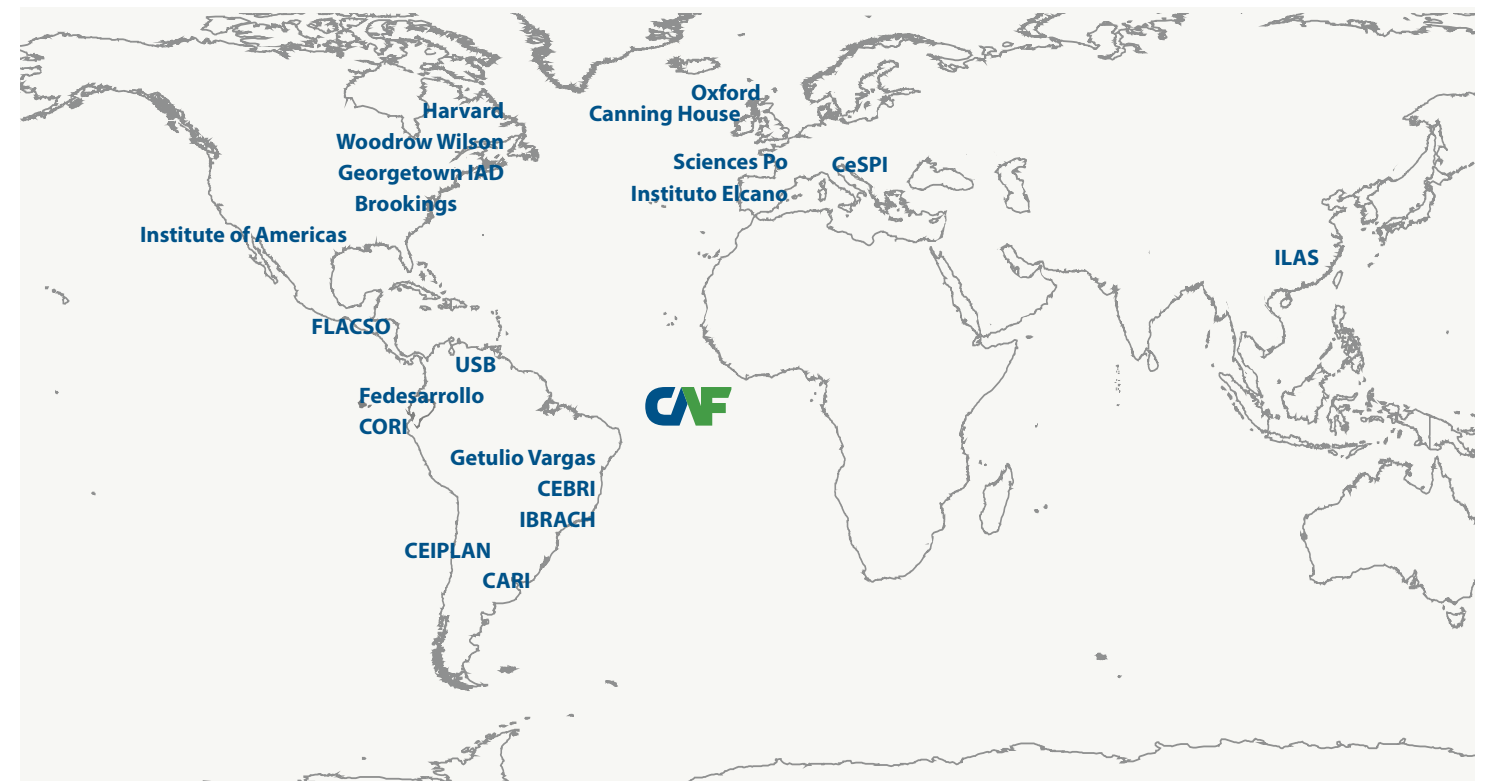 Oxford
Harvard
Canning House
Woodrow Wilson
Sciences Po
CeSPI
Georgetown IAD
Instituto Elcano
Brookings
Institute of Americas
ILAS
FLACSO
USB
Fedesarrollo
CAF
CORI
Getulio Vargas
CEBRI
IBRACH
CEIPLAN
CARI